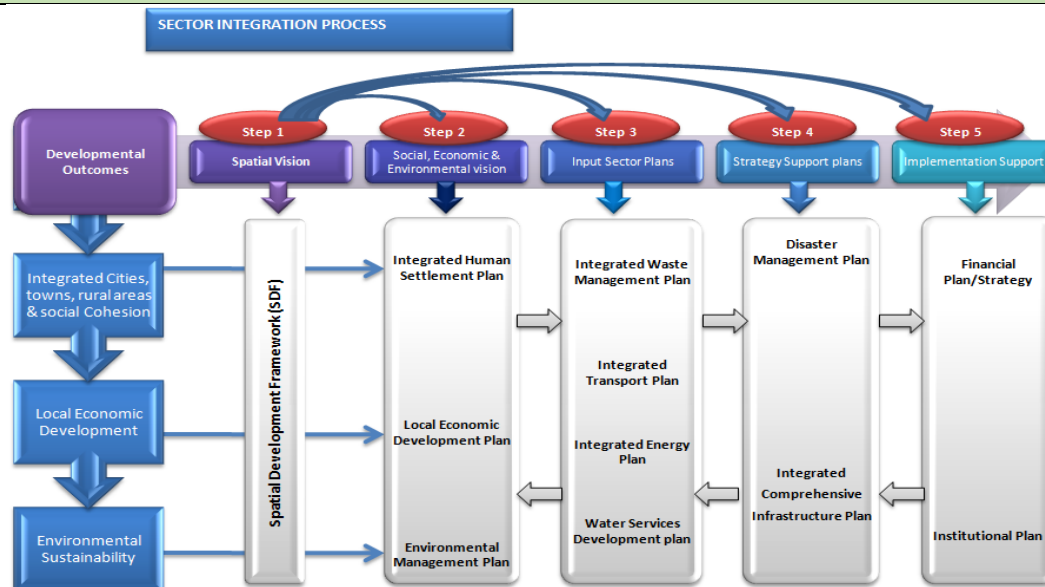 SECTOR INTEGRATION PROCESS
Step 1
Step 2
Step 3
Step 4
Step 5
Developmental
Outcomes
Spatial Vision
Social, Economic &
Environmental vision
Input Sector Plans
Strategy Support plans
Implementation Support
Integrated Cities,
towns, rural areas
& social Cohesion
Local Economic
Development
Environmental
Sustainability
Spatial Development Framework (SDF)
Integrated Human
Settlement Plan
Local Economic
Development Plan
Environmental
Management Plan
Integrated Waste
Management Plan
Integrated
Transport Plan
Integrated Energy
Plan
Water Services
Development plan
Disaster
Management Plan
Integrated
Comprehensive
Infrastructure Plan
Financial
Plan/Strategy
Institutional Plan